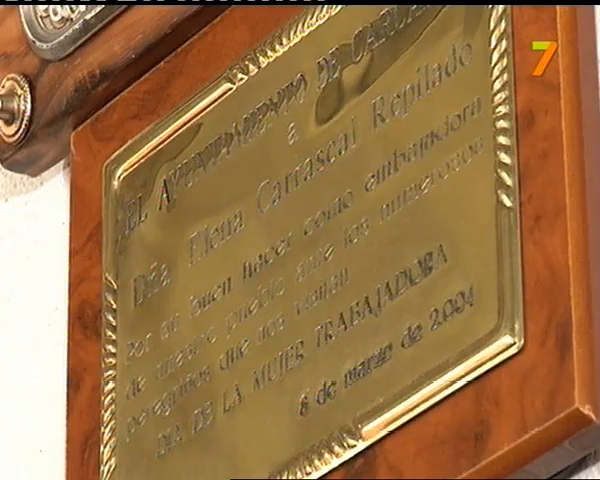 7
EL AYUNTAMIENTO DE
a
Dña Elena Carrascal Repilado
por su buen hacer como embajadora
de nuestro pueblo ante los numerosos
peregrinos que nos visitan
DIA DE LA MUJER TRABAJADORA
8 de marzo de 2.004